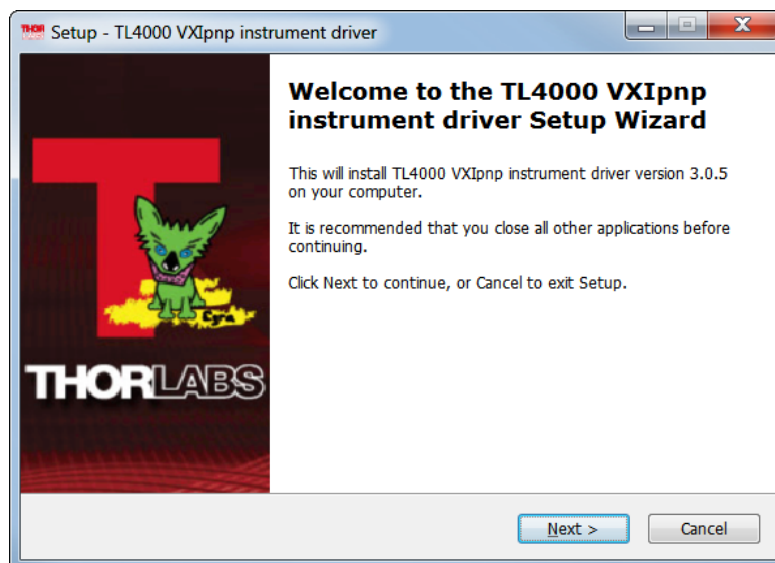 Setup - TL4000 VXIpnp instrument driver
Welcome to the TL4000 VXIpnp
instrument driver Setup Wizard
This will install TL4000 VXIpnp instrument driver version 3.0.5
on your computer.
It is recommended that you close all other applications before
continuing.
Click Next to continue, or Cancel to exit Setup.
THORLABS
Next >
Cancel